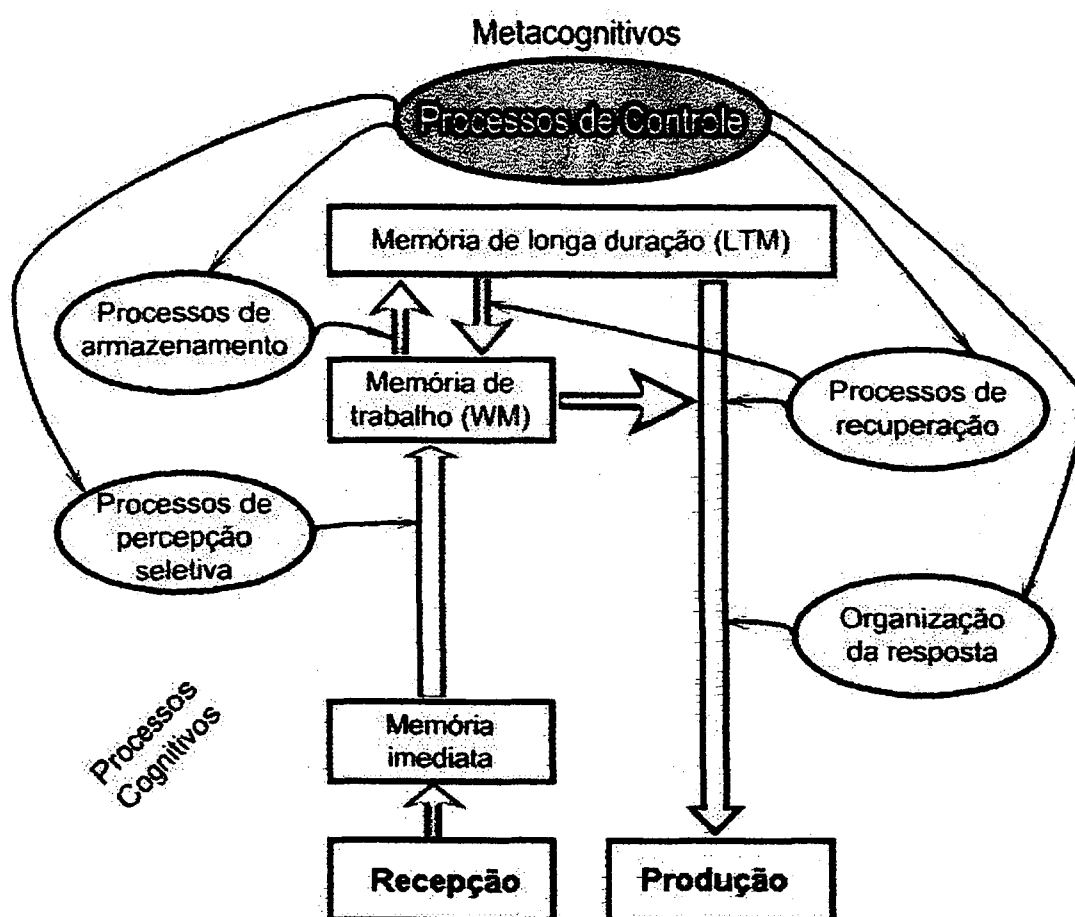 Metacognitivos
Processos de Controle
Memória de longa duração (LTM)
Processos de
armazenamento
Memória de
trabalho (WM)
Processos de
recuperação
Processos de
percepção
seletiva
Organização
da resposta
Memória
imediata
Processos
Cognitivos
Recepção
Produção